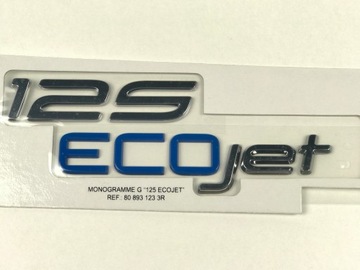 125
ECOjet
MONOGRAMME G "125 ECOJET"
REF.: 80 893 123 3R